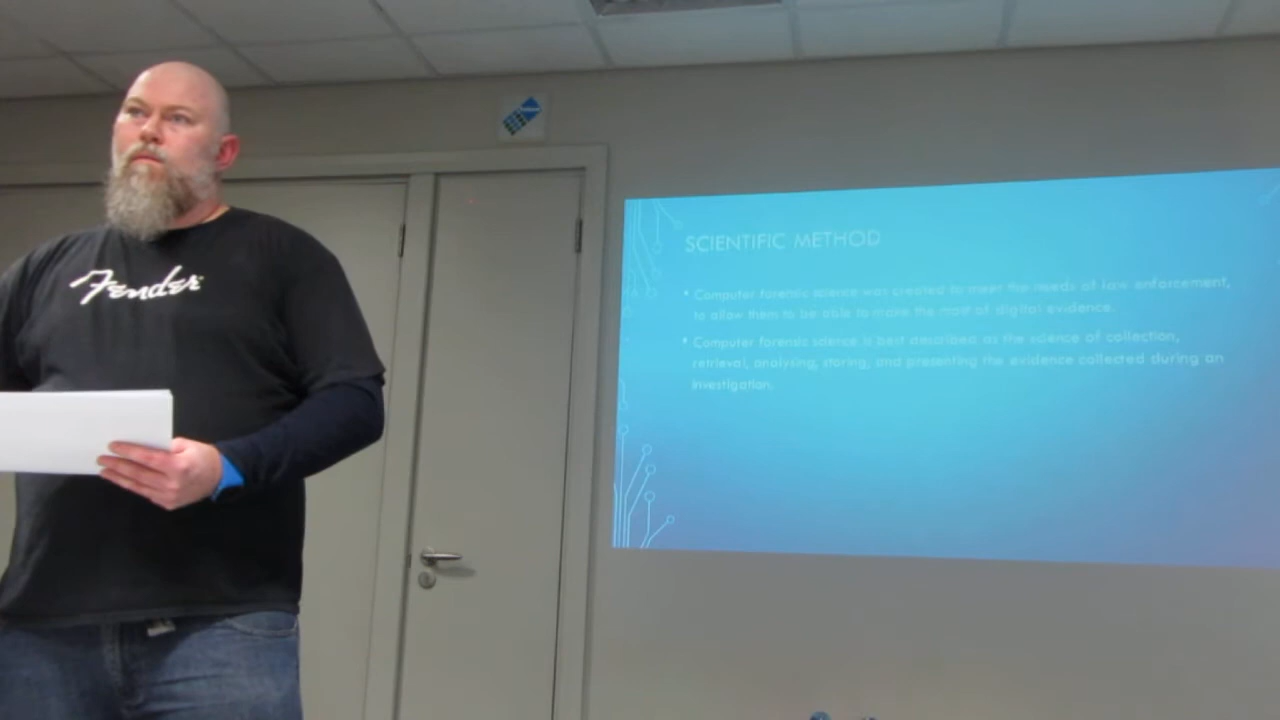 Fender
SCIENTIFIC METHOD
• Computer forensic science was created to meet the needs of law enforcement,
to allow them to be able to make the most of digital evidence.
• Computer forensic science is best described as the science of collection,
retrieval, analysing, storing, and presenting the evidence collected during an
investigation.